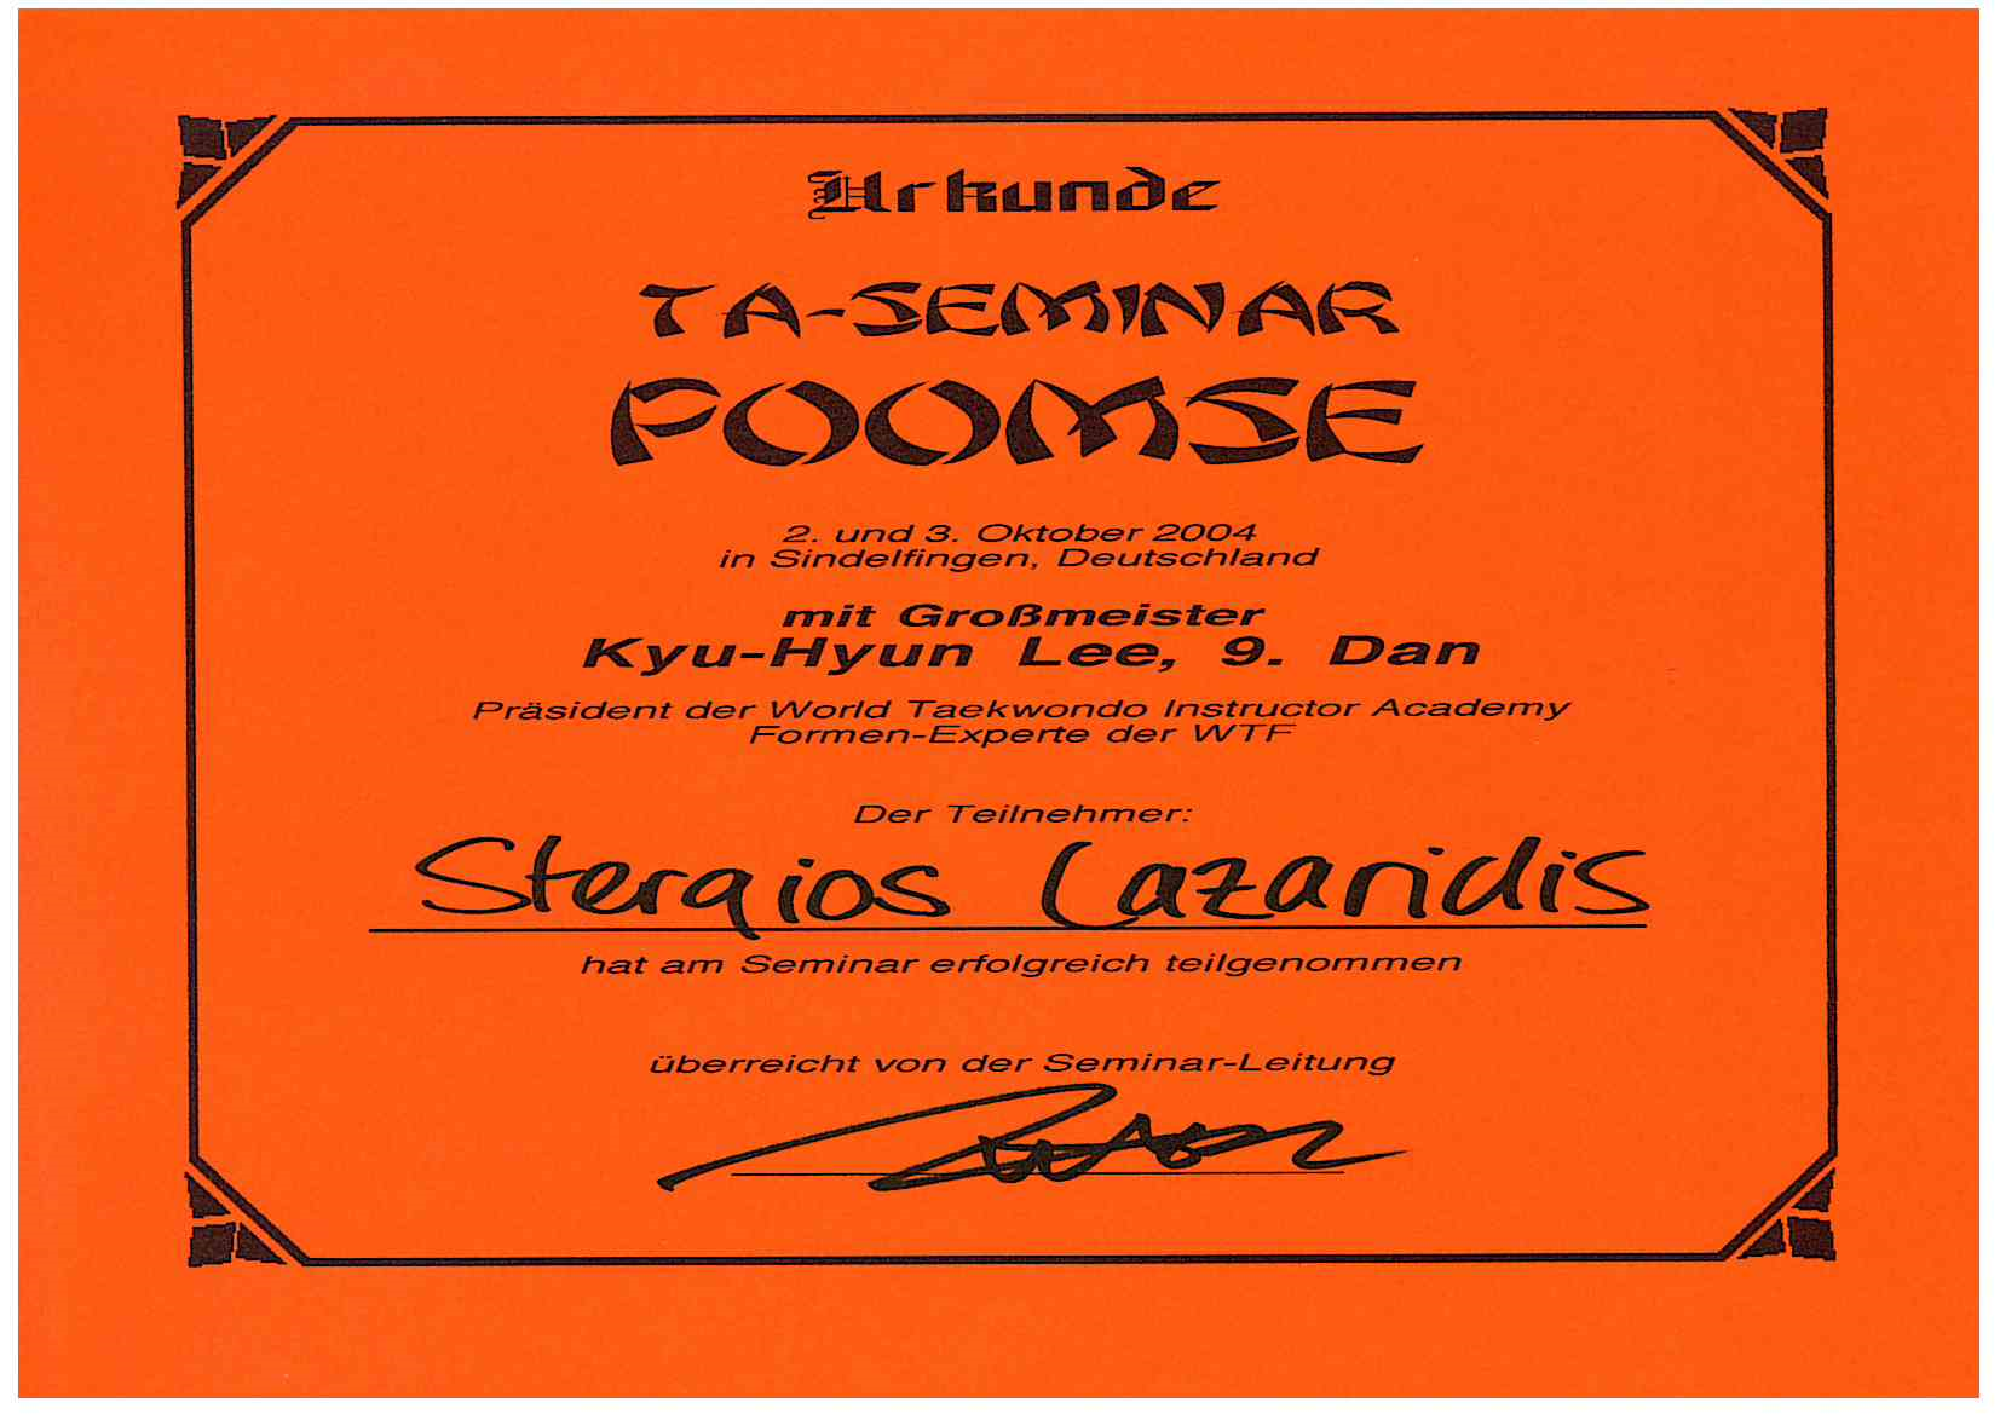 Urkunde
TA-SEMINAR
POOMSE
2. und 3. Oktober 2004
in Sindelfingen, Deutschland
mit Großmeister
Kyu-Hyun Lee, 9. Dan
Präsident der World Taekwondo Instructor Academy
Formen-Experte der WTF
Der Teilnehmer:
Stergios Lazaridis
hat am Seminar erfolgreich teilgenommen
überreicht von der Seminar-Leitung